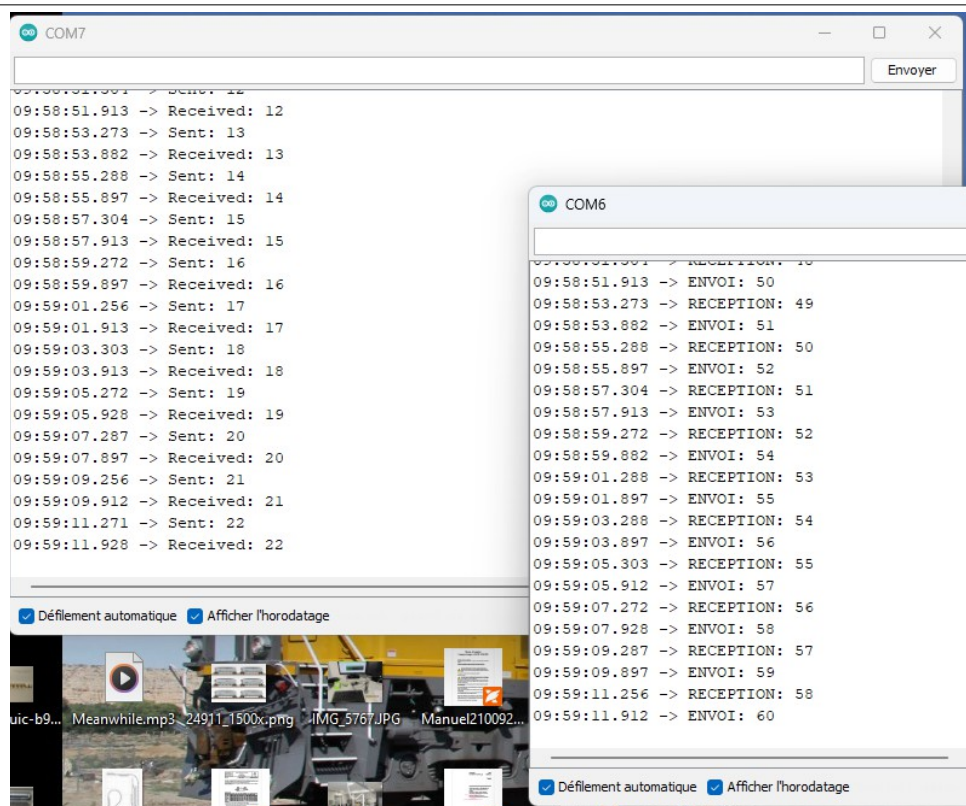 COM7
Envoyer
09:58:51.913 -> Received: 12
09:58:53.273 -> Sent: 13
09:58:53.882 -> Received: 13
09:58:55.288 -> Sent: 14
09:58:55.897 -> Received: 14
09:58:57.304 -> Sent: 15
09:58:57.913 -> Received: 15
09:58:59.272 -> Sent: 16
09:58:59.897 -> Received: 16
09:59:01.256 -> Sent: 17
09:59:01.913 -> Received: 17
09:59:03.303 -> Sent: 18
09:59:03.913 -> Received: 18
09:59:05.272 -> Sent: 19
09:59:05.928 -> Received: 19
09:59:07.287 -> Sent: 20
09:59:07.897 -> Received: 20
09:59:09.256 -> Sent: 21
09:59:09.912 -> Received: 21
09:59:11.271 -> Sent: 22
09:59:11.928 -> Received: 22
Défilement automatique Afficher l'horodatage
COM6
09:58:51.913 -> ENVOI: 50
09:58:53.273 -> RECEPTION: 49
09:58:53.882 -> ENVOI: 51
09:58:55.288 -> RECEPTION: 50
09:58:55.897 -> ENVOI: 52
09:58:57.304 -> RECEPTION: 51
09:58:57.913 -> ENVOI: 53
09:58:59.272 -> RECEPTION: 52
09:58:59.882 -> ENVOI: 54
09:59:01.288 -> RECEPTION: 53
09:59:01.897 -> ENVOI: 55
09:59:03.288 -> RECEPTION: 54
09:59:03.897 -> ENVOI: 56
09:59:05.303 -> RECEPTION: 55
09:59:05.912 -> ENVOI: 57
09:59:07.272 -> RECEPTION: 56
09:59:07.928 -> ENVOI: 58
09:59:09.287 -> RECEPTION: 57
09:59:09.897 -> ENVOI: 59
09:59:11.256 -> RECEPTION: 58
09:59:11.912 -> ENVOI: 60
Défilement automatique Afficher l'horodatage
uic-b9... Meanwhile.mp3 24911_1500x.png IMG_5767.JPG Manuel210092...